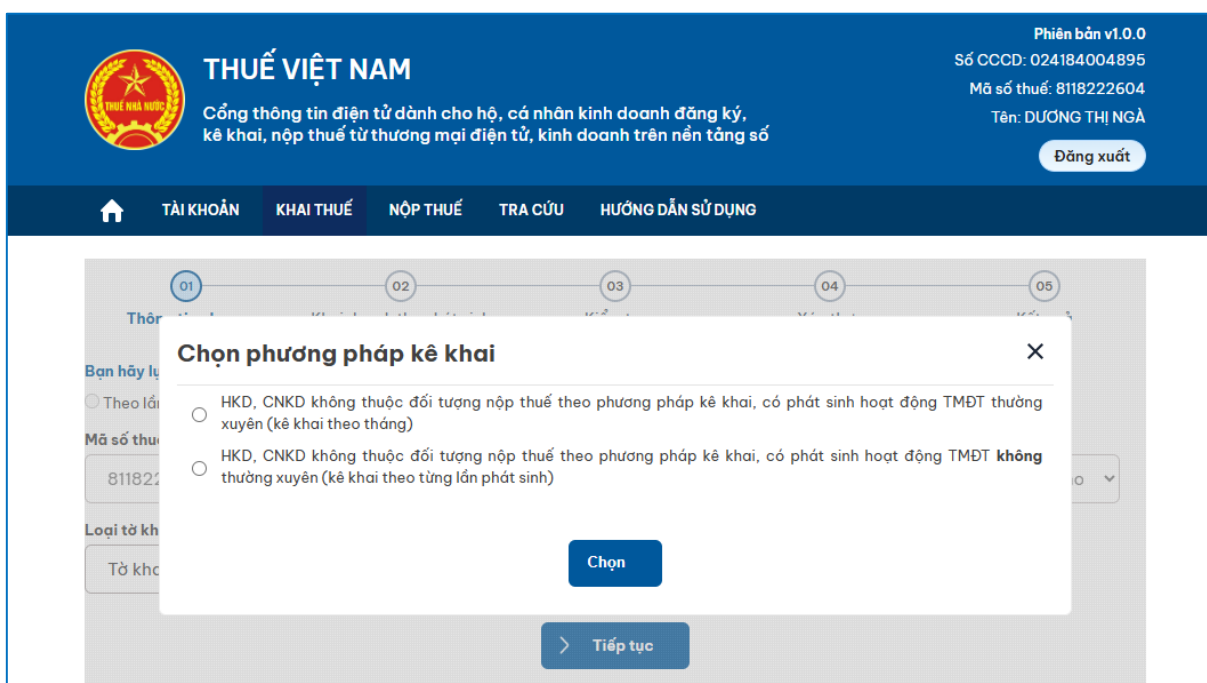 Phiên bản v1.0.0
Số CCCD: 024184004895
Mã số thuế: 8118222604
Tên: DƯƠNG THỊ NGÀ
Đăng xuất
THUẾ NHÀ NƯỚC
THUẾ VIỆT NAM
Cổng thông tin điện tử dành cho hộ, cá nhân kinh doanh đăng ký,
kê khai, nộp thuế từ thương mại điện tử, kinh doanh trên nền tảng số
TÀI KHOẢN KHAI THUẾ NỘP THUẾ TRA CỨU HƯỚNG DẪN SỬ DỤNG
01 02 03 04 05
Chọn phương pháp kê khai
Bạn hãy
Theo
HKD, CNKD không thuộc đối tượng nộp thuế theo phương pháp kê khai, có phát sinh hoạt động TMĐT thường
xuyên (kê khai theo tháng)
Mã số
HKD, CNKD không thuộc đối tượng nộp thuế theo phương pháp kê khai, có phát sinh hoạt động TMĐT không
thường xuyên (kê khai theo từng lần phát sinh)
Loại tờ
Chọn
Tờ
Tiếp tục